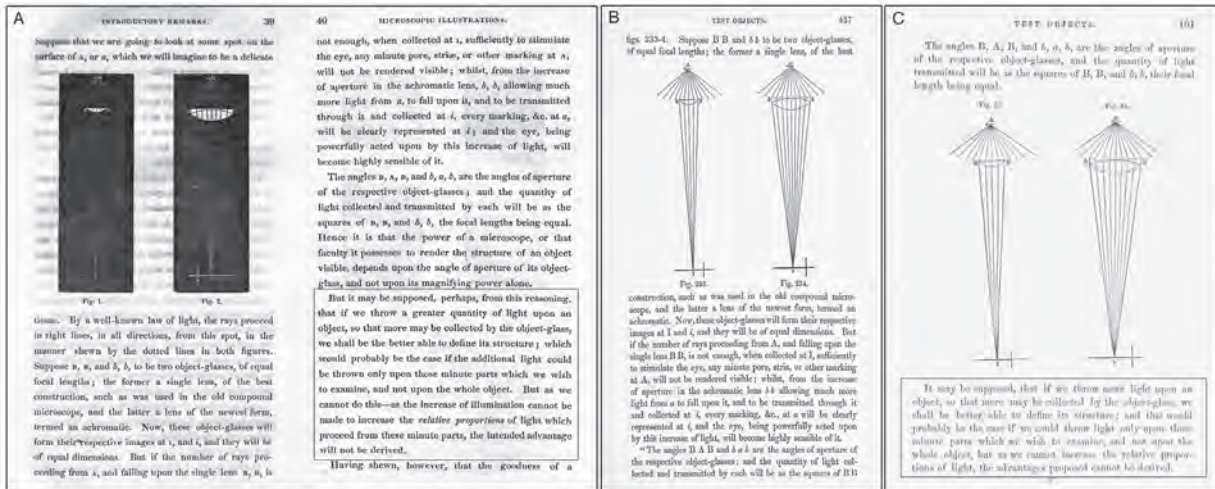 A
INTRODUCTORY REMARKS. 39
Suppose that we are going to look at some spot on the
surface of A, or a, which we will imagine to be a delicate
Fig. 1. Fig. 2.
tissue. By a well-known law of light, the rays proceed
in right lines, in all directions, from this spot, in the
manner shewn by the dotted lines in both figures.
Suppose B, B, and b, b, to be two object-glasses, of equal
focal lengths; the former a single lens, of the best
construction, such as was used in the old compound
microscope, and the latter a lens of the newest form,
termed an achromatic. Now, these object-glasses will
form their respective images at I, and i, and they will be
of equal dimensions. But if the number of rays pro-
ceeding from A, and falling upon the single lens B, B, is
40 MICROSCOPIC ILLUSTRATIONS.
not enough, when collected at I, sufficiently to stimulate
the eye, any minute pore, striæ, or other marking at A,
will not be rendered visible; whilst, from the increase
of aperture in the achromatic lens, b, b, allowing much
more light from a, to fall upon it, and to be transmitted
through it and collected at i, every marking, &c. at a,
will be clearly represented at i; and the eye, being
powerfully acted upon by this increase of light, will
become highly sensible of it.
The angles B, A, B, and b, a, b, are the angles of aperture
of the respective object-glasses; and the quantity of
light collected and transmitted by each will be as the
squares of B, B, and b, b, the focal lengths being equal.
Hence it is that the power of a microscope, or that
faculty it possesses to render the structure of an object
visible, depends upon the angle of aperture of its object-
glass, and not upon its magnifying power alone.
But it may be supposed, perhaps, from this reasoning,
that if we throw a greater quantity of light upon an
object, so that more may be collected by the object-glass,
we shall be the better able to define its structure; which
would probably be the case if the additional light could
be thrown only upon those minute parts which we wish
to examine, and not upon the whole object. But as we
cannot do this—as the increase of illumination cannot be
made to increase the relative proportions of light which
proceed from these minute parts, the intended advantage
will not be derived.
Having shewn, however, that the goodness of a
B
TEST OBJECTS. 457
figs. 233-4. Suppose B B and b b to be two object-glasses,
of equal focal lengths; the former a single lens, of the best
Fig. 233. Fig. 234.
construction, such as was used in the old compound micro-
scope, and the latter a lens of the newest form, termed an
achromatic. Now, these object-glasses will form their respective
images at I and i, and they will be of equal dimensions. But
if the number of rays proceeding from A, and falling upon the
single lens B B, is not enough, when collected at I, sufficiently
to stimulate the eye, any minute pore, striæ, or other marking
at A, will not be rendered visible; whilst, from the increase
of aperture in the achromatic lens b b allowing much more
light from a to fall upon it, and to be transmitted through it
and collected at i, every marking, &c., at a will be clearly
represented at i, and the eye, being powerfully acted upon
by this increase of light, will become highly sensible of it.
"The angles B A B and b a b are the angles of aperture of
the respective object-glasses; and the quantity of light col-
lected and transmitted by each will be as the squares of B B
C
TEST OBJECTS.
The angles B, A, B, and b, a, b, are the angles of aperture
of the respective object-glasses, and the quantity of light
transmitted will be as the squares of B, B, and b, b, their focal
length being equal.
It may be supposed, that if we throw more light upon an
object, so that more may be collected by the object-glass, we
shall be better able to define its structure; and this would
probably be the case if we could throw light only upon those
minute parts which we wish to examine, and not upon the
whole object, but as we cannot increase the relative propor-
tions of light, the advantages proposed cannot be derived.